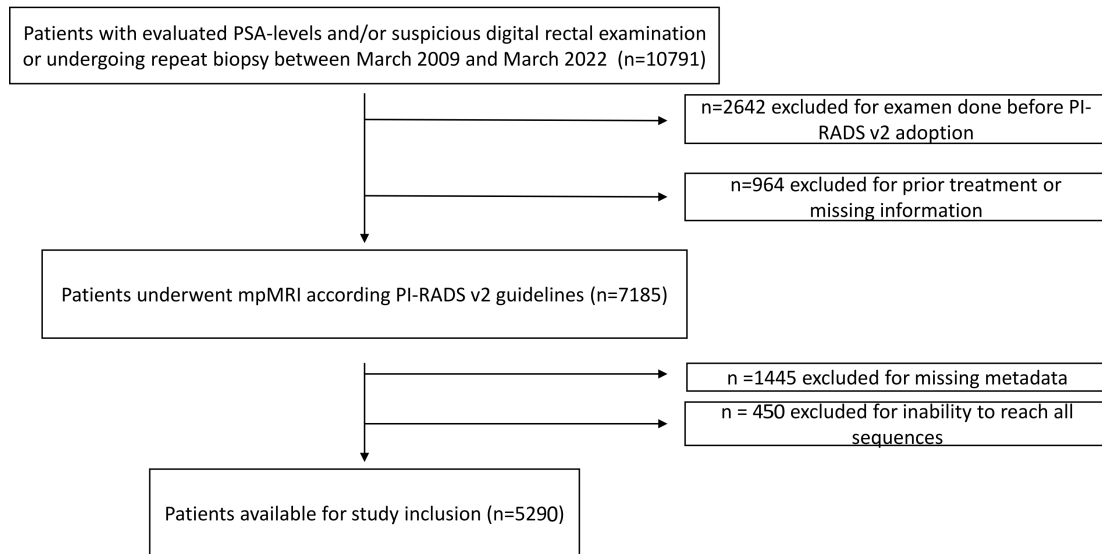 Patients with evaluated PSA-levels and/or suspicious digital rectal examination
or undergoing repeat biopsy between March 2009 and March 2022 (n=10791)
n=2642 excluded for examen done before PI-
RADS v2 adoption
n=964 excluded for prior treatment or
missing information
Patients underwent mpMRI according PI-RADS v2 guidelines (n=7185)
n =1445 excluded for missing metadata
n = 450 excluded for inability to reach all
sequences
Patients available for study inclusion (n=5290)